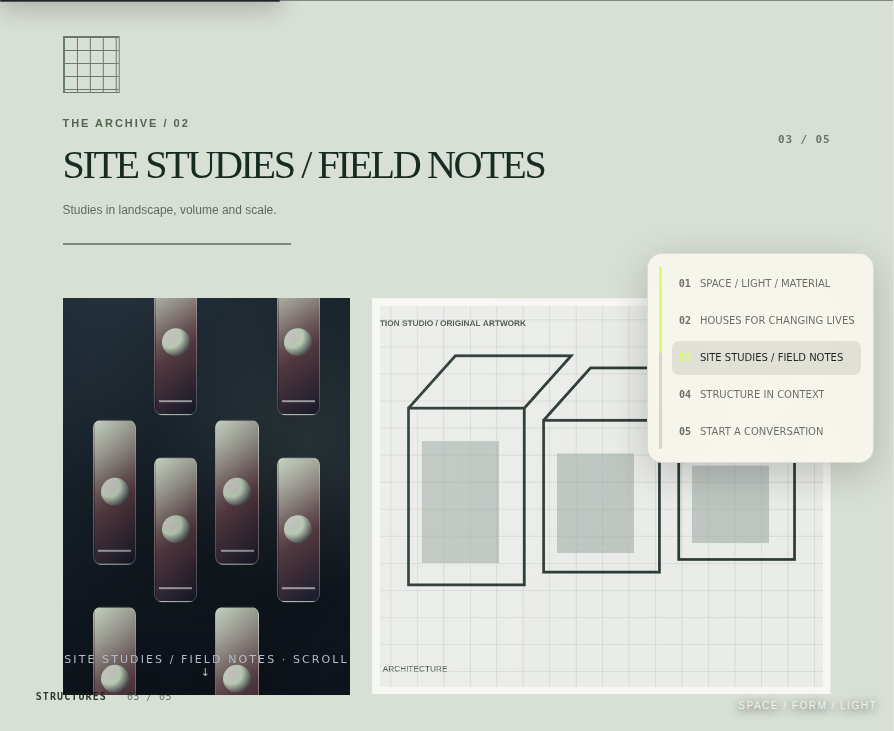 THE ARCHIVE / 02
SITE STUDIES / FIELD NOTES
03 / 05
Studies in landscape, volume and scale.
TION STUDIO / ORIGINAL ARTWORK
01 SPACE / LIGHT / MATERIAL
02 HOUSES FOR CHANGING LIVES
03 SITE STUDIES / FIELD NOTES
04 STRUCTURE IN CONTEXT
05 START A CONVERSATION
SITE STUDIES / FIELD NOTES · SCROLL
↓
ARCHITECTURE
STRUCTURES 03 / 05
SPACE / FORM / LIGHT